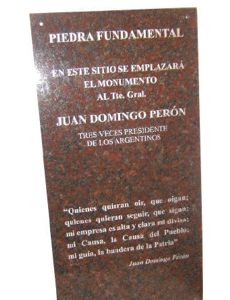 PIEDRA FUNDAMENTAL
EN ESTE SITIO SE EMPLAZARÁ
EL MONUMENTO
AL Tte. Gral.
JUAN DOMINGO PERÓN
TRES VECES PRESIDENTE
DE LOS ARGENTINOS
"Quienes quieran oir, que oigan;
quienes quieran seguir, que sigan;
mi empresa es alta y clara mi divisa;
mi Causa, la Causa del Pueblo;
mi guía, la bandera de la Patria"
Juan Domingo Perón